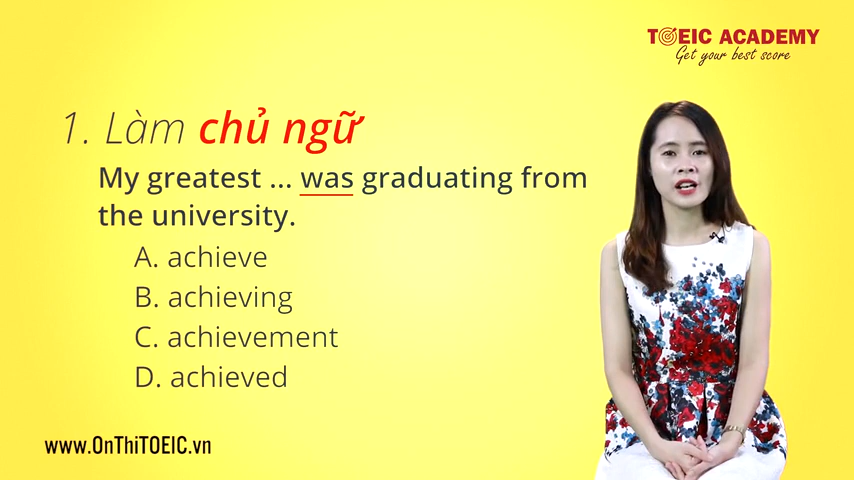 TOEIC ACADEMY
Get your best score
1. Làm chủ ngữ
My greatest ... was graduating from
the university.
A. achieve
B. achieving
C. achievement
D. achieved
www.OnThiTOEIC.vn